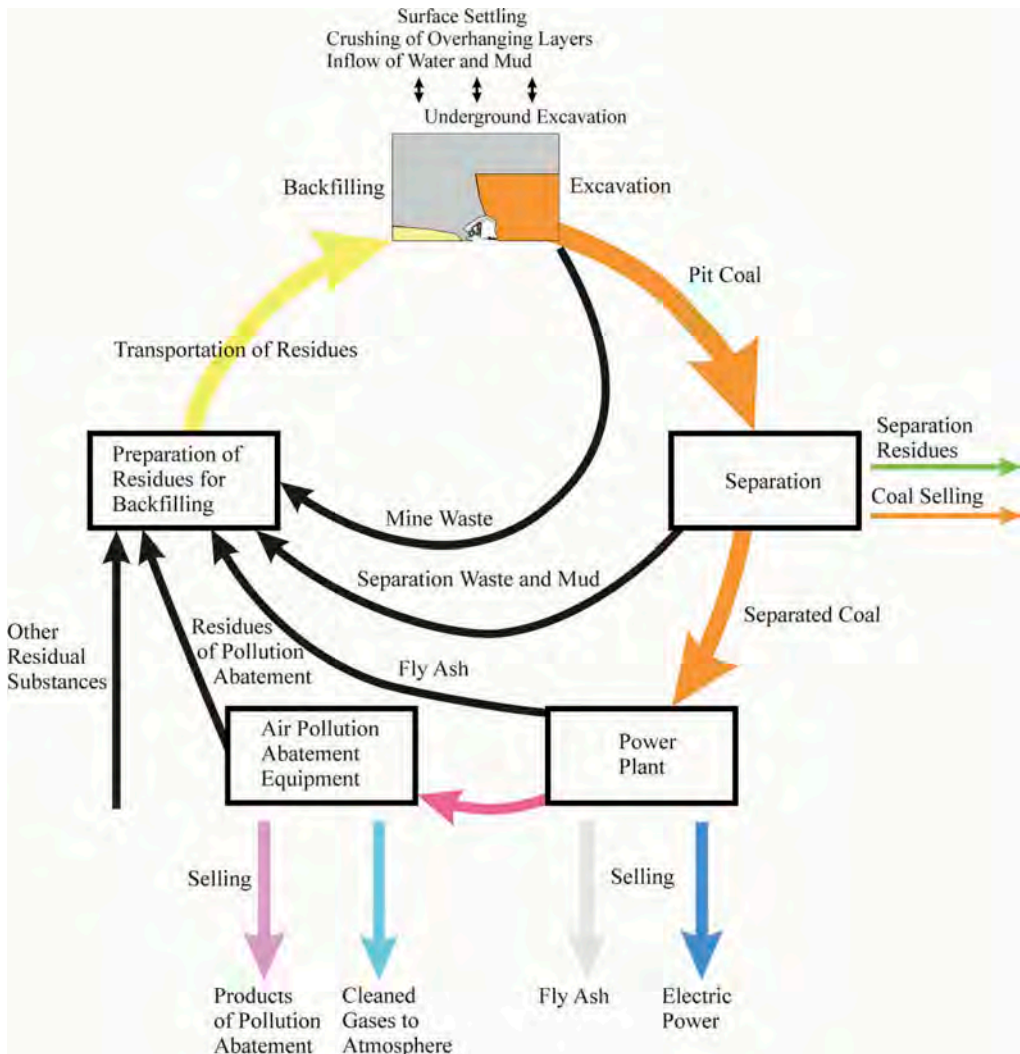 Surface Settling
Crushing of Overhanging Layers
Inflow of Water and Mud
Underground Excavation
Backfilling
Excavation
Pit Coal
Transportation of Residues
Preparation of
Residues for
Backfilling
Separation
Separation
Residues
Coal Selling
Mine Waste
Separation Waste and Mud
Separated Coal
Other
Residual
Substances
Residues
of Pollution
Abatement
Fly Ash
Air Pollution
Abatement
Equipment
Power
Plant
Selling
Selling
Products
of Pollution
Abatement
Cleaned
Gases to
Atmosphere
Fly Ash
Electric
Power